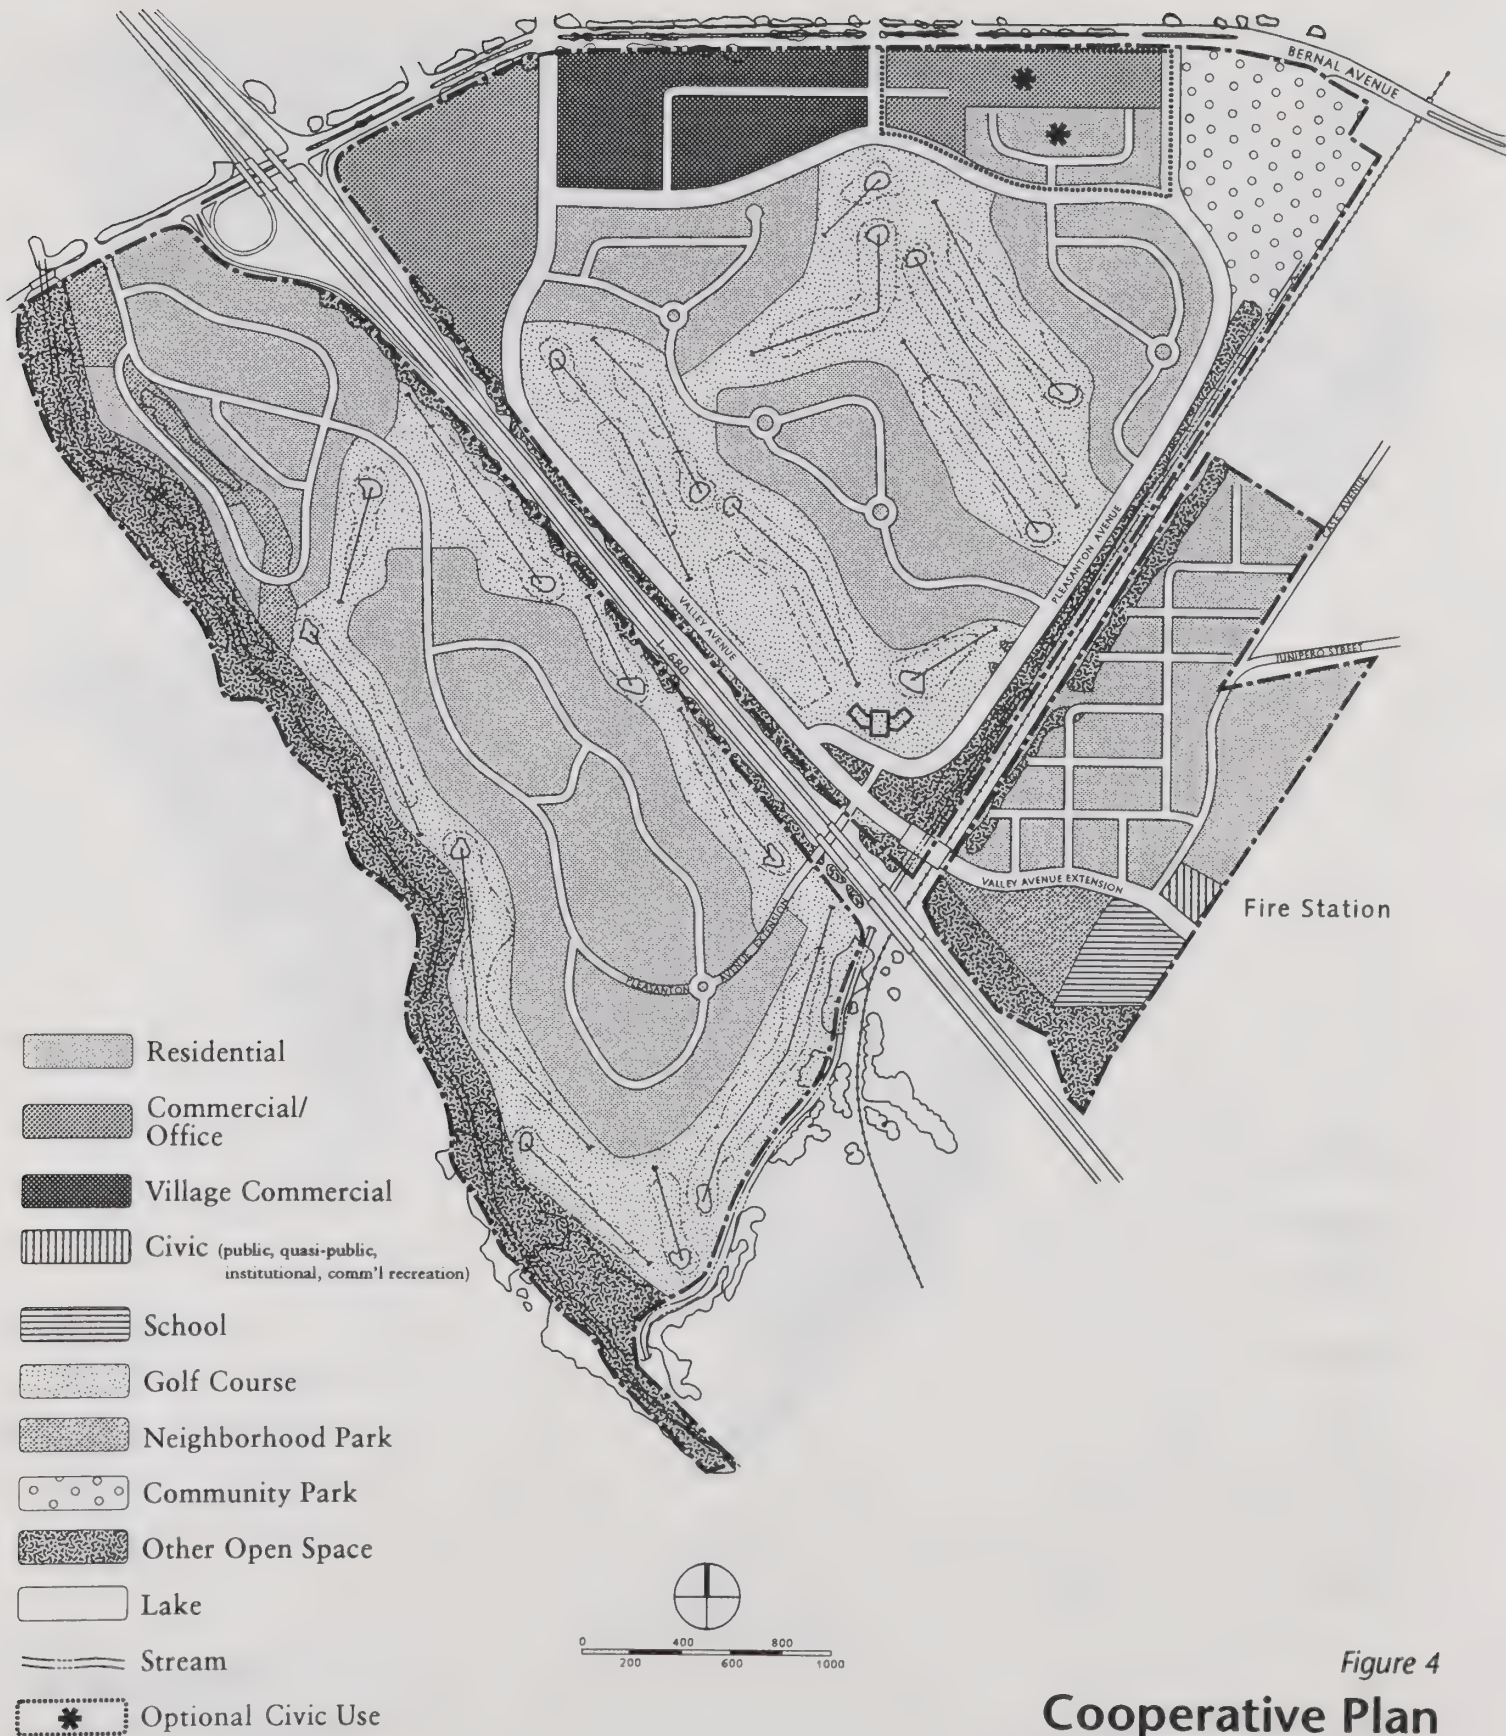 BERNAL AVENUE
CASE AVENUE
PLEASANTON AVENUE
JUNIPERO STREET
VALLEY AVENUE
I-680
VALLEY AVENUE EXTENSION
Fire Station
PLEASANTON AVENUE EXTENSION
Residential
Commercial/
Office
Village Commercial
Civic (public, quasi-public,
institutional, comm'l recreation)
School
Golf Course
Neighborhood Park
Community Park
Other Open Space
Lake
Stream
Optional Civic Use
0 400 800
200 600 1000
Figure 4
Cooperative Plan